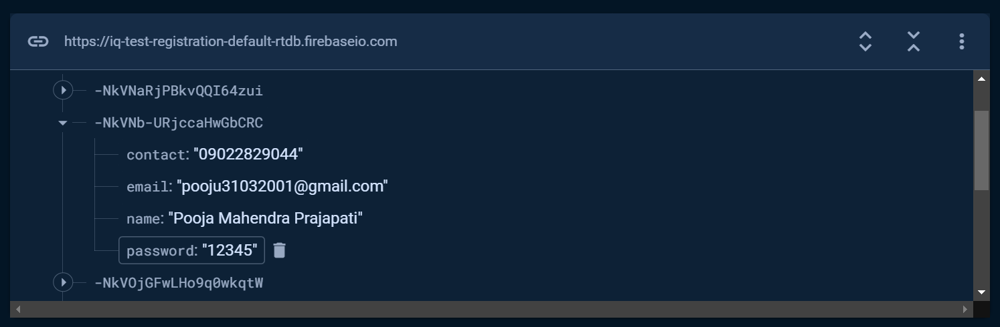 https://iq-test-registration-default-rtdb.firebaseio.com
-NkVNaRjPBkvQQI64zui
-NkVNb-URjccaHwGbCRC
contact: "09022829044"
email: "pooju31032001@gmail.com"
name: "Pooja Mahendra Prajapati"
password: "12345"
-NkVOjGFwLHo9q0wkqtW